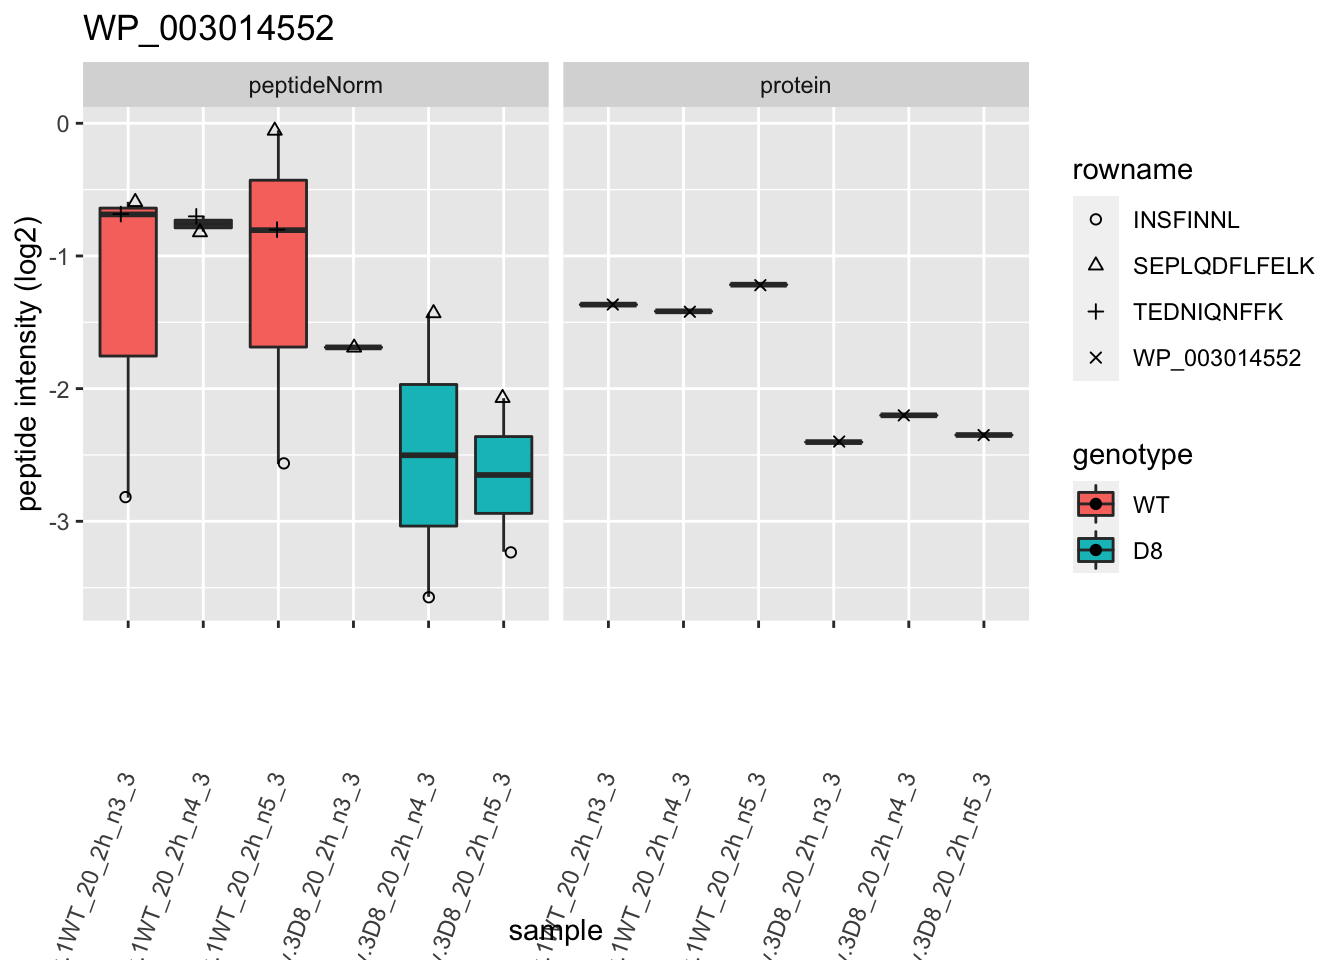 WP_003014552
peptideNorm
protein
0
-1
-2
-3
peptide intensity (log2)
1WT_20_2h_n3_3
1WT_20_2h_n4_3
1WT_20_2h_n5_3
.3D8_20_2h_n3_3
.3D8_20_2h_n4_3
.3D8_20_2h_n5_3
1WT_20_2h_n3_3
1WT_20_2h_n4_3
1WT_20_2h_n5_3
.3D8_20_2h_n3_3
.3D8_20_2h_n4_3
.3D8_20_2h_n5_3
sample
rowname
INSFINNL
SEPLQDFLFELK
TEDNIQNFFK
WP_003014552
genotype
WT
D8